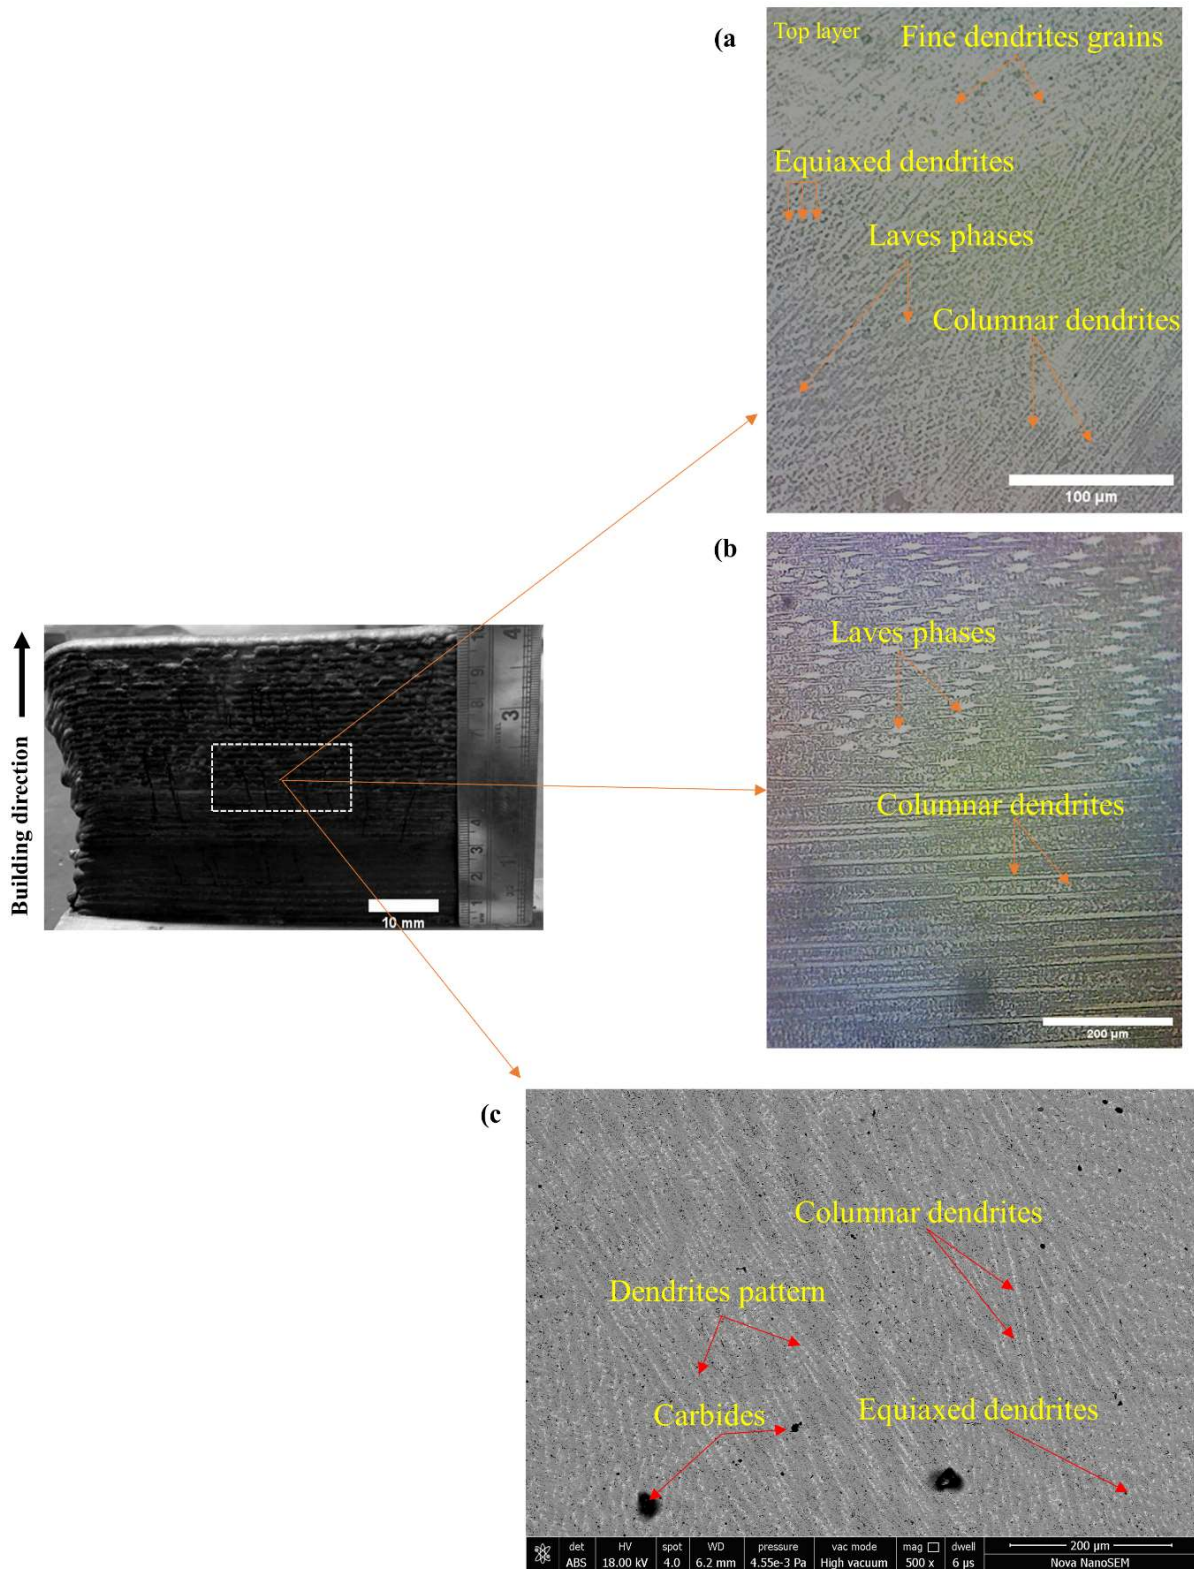 (a
Top layer
Fine dendrites grains
Equiaxed dendrites
Laves phases
Columnar dendrites
100 µm
(b
Laves phases
Columnar dendrites
200 µm
Building direction
10 mm
(c
Columnar dendrites
Dendrites pattern
Carbides
Equiaxed dendrites
det HV spot WD pressure vac mode mag dwell 200 µm
ABS 18.00 kV 4.0 6.2 mm 4.55e-3 Pa High vacuum 500 x 6 µs Nova NanoSEM